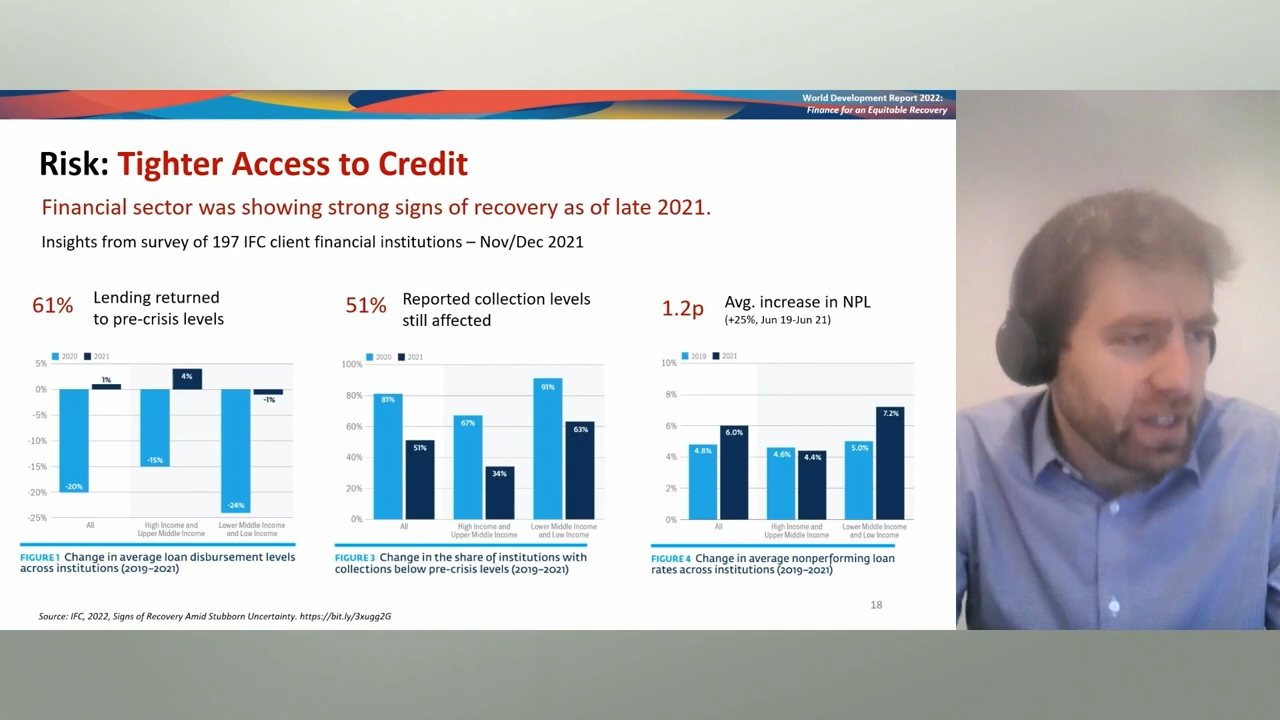 World Development Report 2022:
Finance for an Equitable Recovery
Risk: Tighter Access to Credit
Financial sector was showing strong signs of recovery as of late 2021.
Insights from survey of 197 IFC client financial institutions – Nov/Dec 2021
61%
Lending returned
to pre-crisis levels
2020 2021
5%
0%
-5%
-10%
-15%
-20%
-25%
-20%
1%
-15%
4%
-24%
-1%
All
High Income and
Upper Middle Income
Lower Middle Income
and Low Income
FIGURE 1 Change in average loan disbursement levels
across institutions (2019–2021)
51%
Reported collection levels
still affected
2020 2021
100%
80%
60%
40%
20%
0%
81%
51%
67%
34%
91%
63%
All
High Income and
Upper Middle Income
Lower Middle Income
and Low Income
FIGURE 3 Change in the share of institutions with
collections below pre-crisis levels (2019–2021)
1.2p
Avg. increase in NPL
(+25%, Jun 19-Jun 21)
2019 2021
10%
8%
6%
4%
2%
0%
4.8%
6.0%
4.6%
4.4%
5.0%
7.2%
All
High Income and
Upper Middle Income
Lower Middle Income
and Low Income
FIGURE 4 Change in average nonperforming loan
rates across institutions (2019–2021)
18
Source: IFC, 2022, Signs of Recovery Amid Stubborn Uncertainty. https://bit.ly/3xugg2G